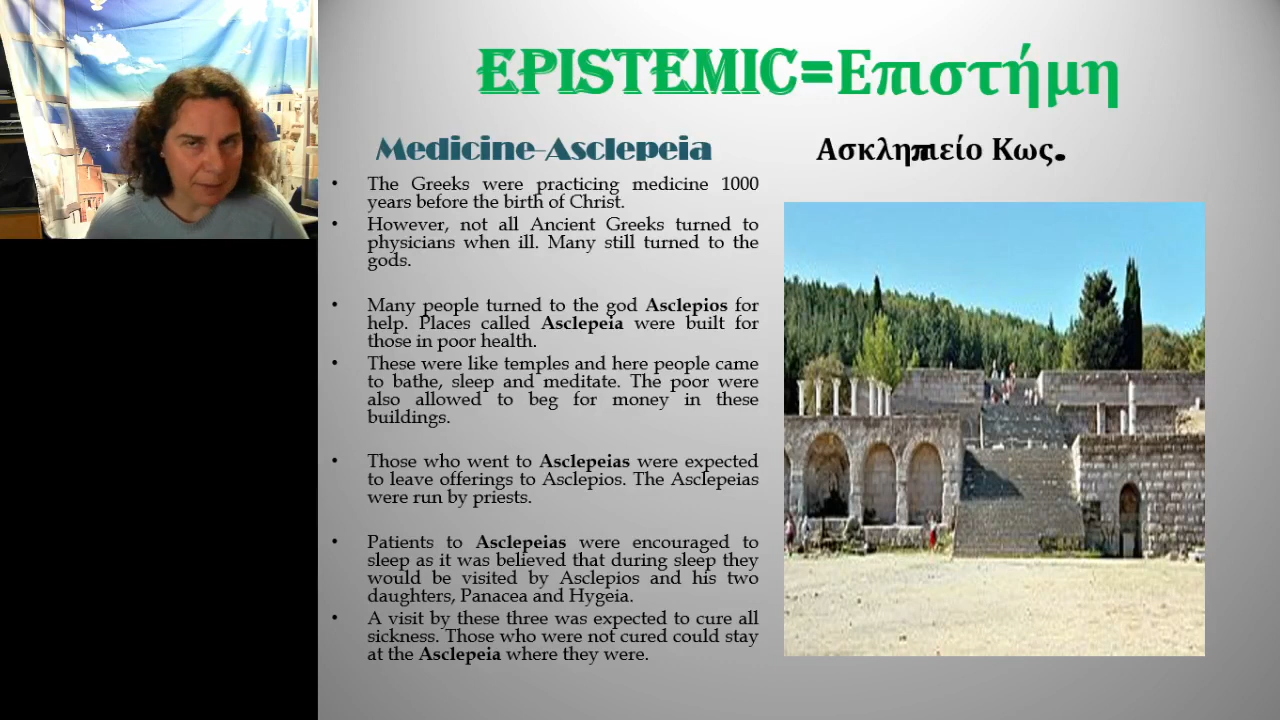 EPISTEMIC=Επιστήμη
Medicine-Asclepeia
• The Greeks were practicing medicine 1000
years before the birth of Christ.
• However, not all Ancient Greeks turned to
physicians when ill. Many still turned to the
gods.
• Many people turned to the god Asclepios for
help. Places called Asclepeia were built for
those in poor health.
• These were like temples and here people came
to bathe, sleep and meditate. The poor were
also allowed to beg for money in these
buildings.
• Those who went to Asclepeias were expected
to leave offerings to Asclepios. The Asclepeias
were run by priests.
• Patients to Asclepeias were encouraged to
sleep as it was believed that during sleep they
would be visited by Asclepios and his two
daughters, Panacea and Hygeia.
• A visit by these three was expected to cure all
sickness. Those who were not cured could stay
at the Asclepeia where they were.
Ασκληπιείο Κως.